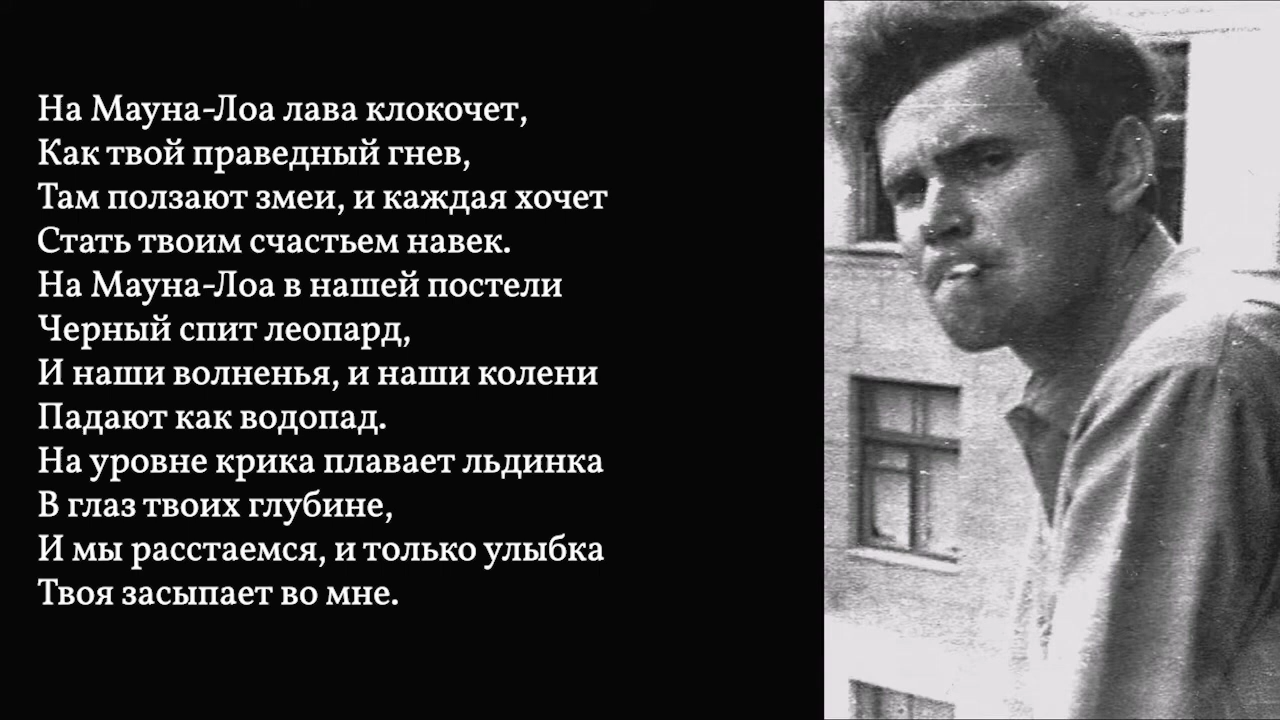 На Мауна-Лоа лава клокочет,
Как твой праведный гнев,
Там ползают змеи, и каждая хочет
Стать твоим счастьем навек.
На Мауна-Лоа в нашей постели
Черный спит леопард,
И наши волненья, и наши колени
Падают как водопад.
На уровне крика плавает льдинка
В глаз твоих глубине,
И мы расстаемся, и только улыбка
Твоя засыпает во мне.